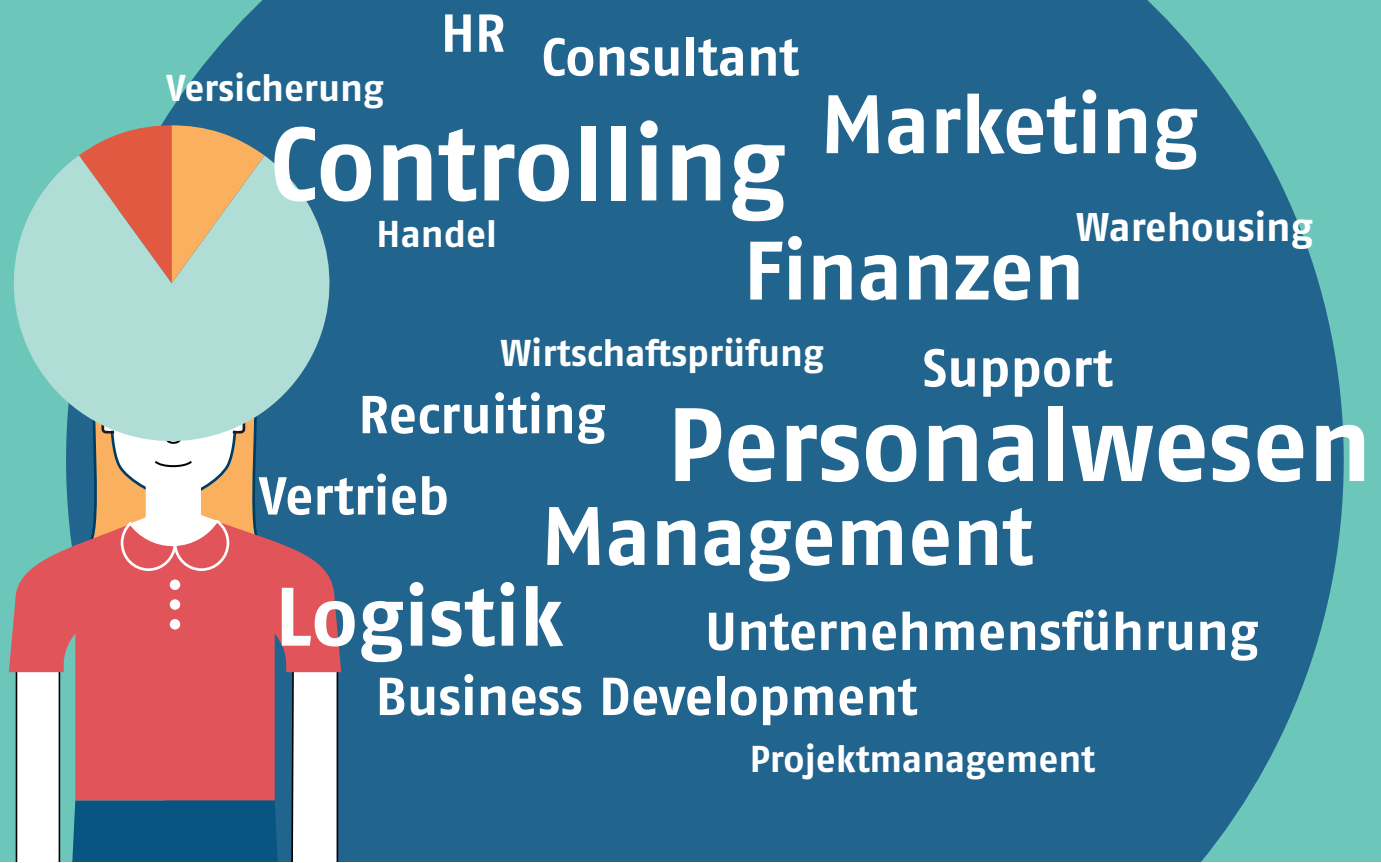 HR
Consultant
Versicherung
Marketing
Controlling
Handel
Warehousing
Finanzen
Wirtschaftsprüfung
Support
Recruiting
Personalwesen
Vertrieb
Management
Logistik
Unternehmensführung
Business Development
Projektmanagement